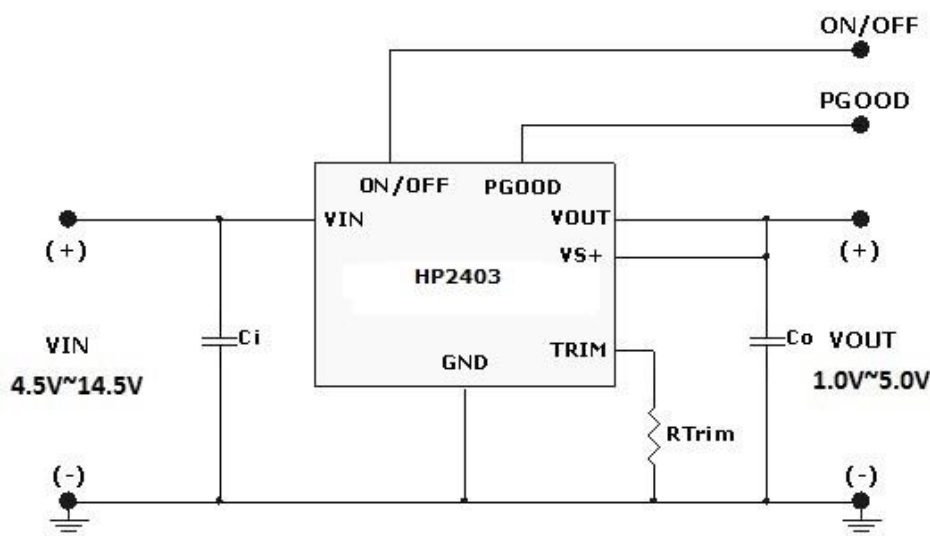 ON/OFF
PGOOD
ON/OFF PGOOD
VIN VOUT
(+) (+)
VS+
HP2403
Ci Co
VIN VOUT
TRIM
GND
4.5V~14.5V 1.0V~5.0V
RTrim
(-) (-)